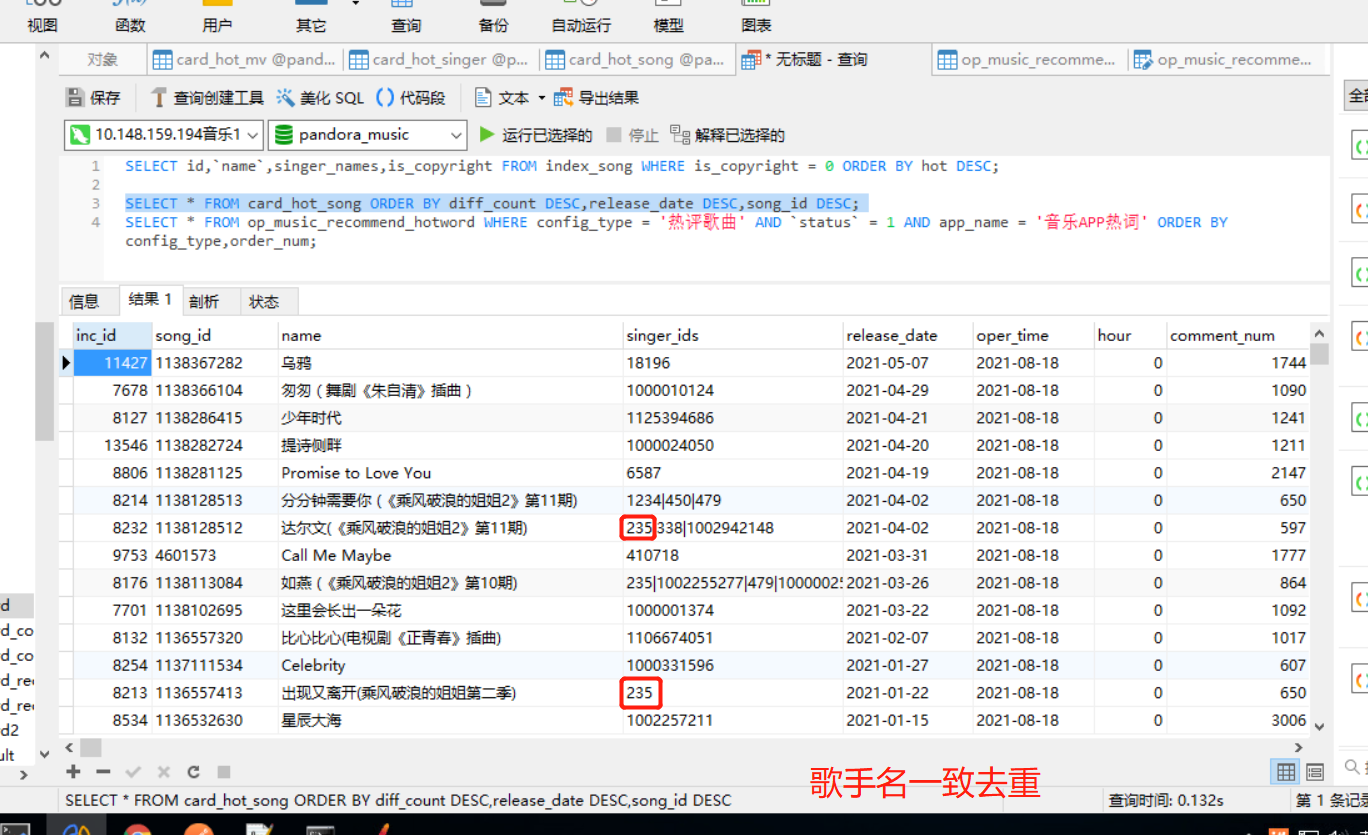 视图 函数 用户 其它 查询 备份 自动运行 模型 图表
对象 card_hot_mv @pand... card_hot_singer @p... card_hot_song @pa... * 无标题 - 查询 op_music_recomme... op_music_recomme...
保存 查询创建工具 美化 SQL () 代码段 文本 导出结果
10.148.159.194音乐1 pandora_music 运行已选择的 停止 解释已选择的
1 SELECT id,`name`,singer_names,is_copyright FROM index_song WHERE is_copyright = 0 ORDER BY hot DESC;
2
3 SELECT * FROM card_hot_song ORDER BY diff_count DESC,release_date DESC,song_id DESC;
4 SELECT * FROM op_music_recommend_hotword WHERE config_type = '热评歌曲' AND `status` = 1 AND app_name = '音乐APP热词' ORDER BY
config_type,order_num;
信息 结果 1 剖析 状态
inc_id song_id name singer_ids release_date oper_time hour comment_num
11427 1138367282 乌鸦 18196 2021-05-07 2021-08-18 0 1744
7678 1138366104 匆匆 ( 舞剧《朱自清》插曲 ) 1000010124 2021-04-29 2021-08-18 0 1090
8127 1138286415 少年时代 1125394686 2021-04-21 2021-08-18 0 1241
13546 1138282724 提诗侧畔 1000024050 2021-04-20 2021-08-18 0 1211
8806 1138281125 Promise to Love You 6587 2021-04-19 2021-08-18 0 2147
8214 1138128513 分分钟需要你 (《乘风破浪的姐姐2》第11期) 1234|450|479 2021-04-02 2021-08-18 0 650
8232 1138128512 达尔文(《乘风破浪的姐姐2》第11期) 235|338|1002942148 2021-04-02 2021-08-18 0 597
9753 4601573 Call Me Maybe 410718 2021-03-31 2021-08-18 0 1777
8176 1138113084 如燕 (《乘风破浪的姐姐2》第10期) 235|1002255277|479|1000002 2021-03-26 2021-08-18 0 864
7701 1138102695 这里会长出一朵花 1000001374 2021-03-22 2021-08-18 0 1092
8132 1136557320 比心比心(电视剧《正青春》插曲) 1106674051 2021-02-07 2021-08-18 0 1017
8254 1137111534 Celebrity 1000331596 2021-01-27 2021-08-18 0 607
8213 1136557413 出现又离开(乘风破浪的姐姐第二季) 235 2021-01-22 2021-08-18 0 650
8534 1136532630 星辰大海 1002257211 2021-01-15 2021-08-18 0 3006
歌手名一致去重
SELECT * FROM card_hot_song ORDER BY diff_count DESC,release_date DESC,song_id DESC 查询时间: 0.132s 第 1 条记录